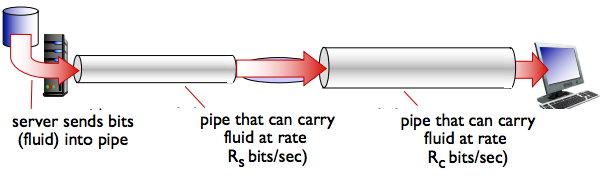 server sends bits
(fluid) into pipe
pipe that can carry
fluid at rate
Rs bits/sec)
pipe that can carry
fluid at rate
Rc bits/sec)